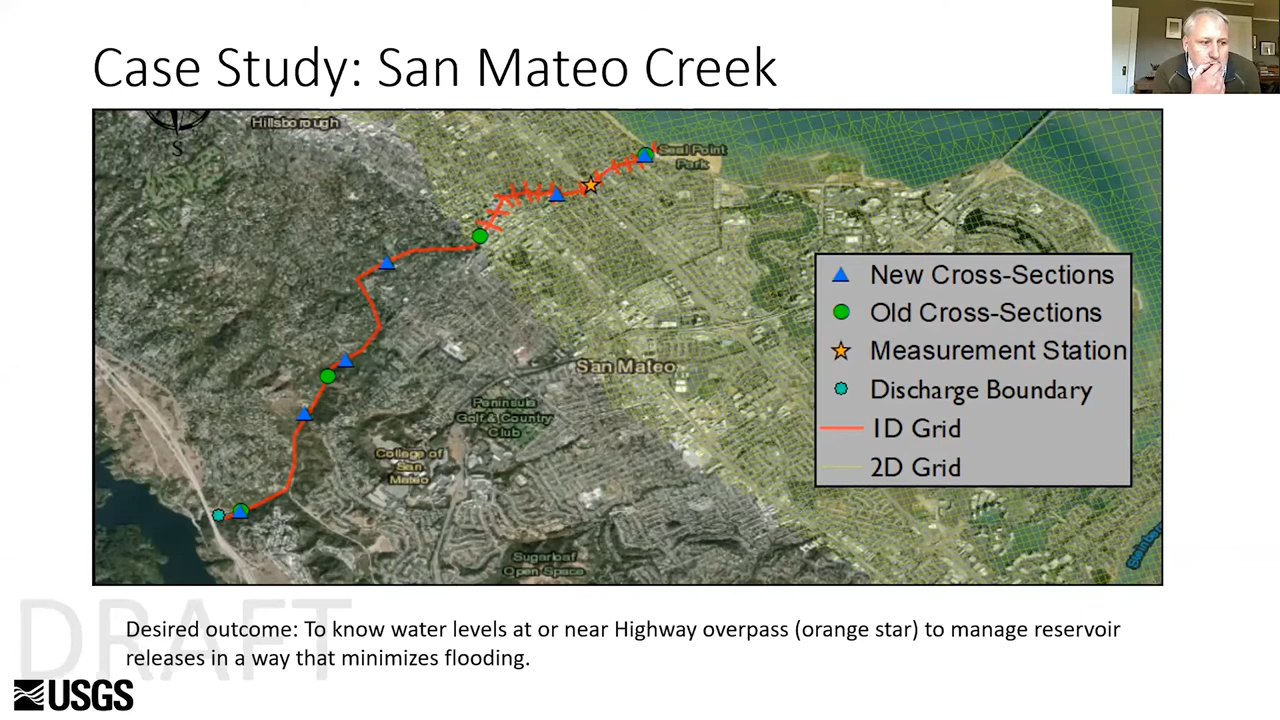 Case Study: San Mateo Creek
Hillsborough
S
Seal Point
Park
New Cross-Sections
Old Cross-Sections
Measurement Station
Discharge Boundary
1D Grid
2D Grid
San Mateo
Peninsula
Golf & Country
Club
College of
San
Mateo
Sugarloaf
Open Space
DRAFT
Desired outcome: To know water levels at or near Highway overpass (orange star) to manage reservoir
releases in a way that minimizes flooding.
USGS